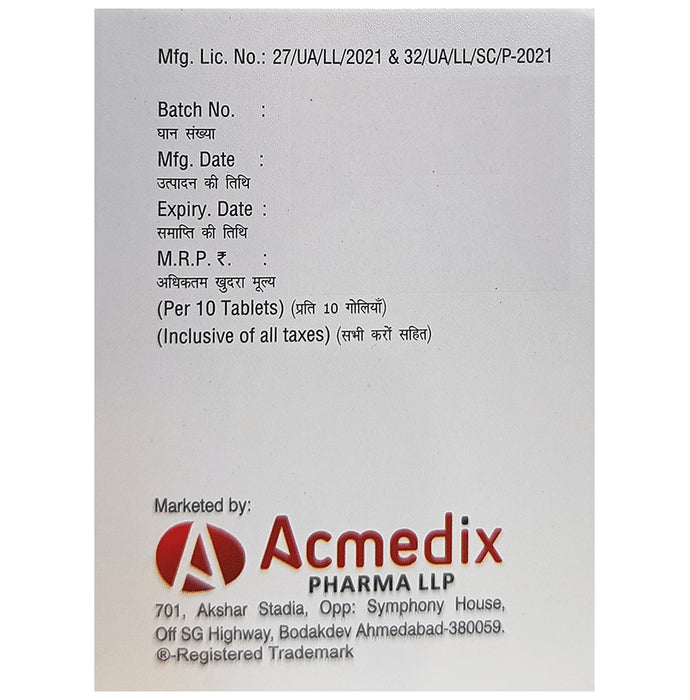 Mfg. Lic. No.: 27/UA/LL/2021 & 32/UA/LL/SC/P-2021
Batch No. :
घान संख्या
Mfg. Date :
उत्पादन की तिथि
Expiry. Date :
समाप्ति की तिथि
M.R.P. ₹. :
अधिकतम खुदरा मूल्य
(Per 10 Tablets) (प्रति 10 गोलियाँ)
(Inclusive of all taxes) (सभी करों सहित)
Marketed by:
A Acmedix
PHARMA LLP
701, Akshar Stadia, Opp: Symphony House,
Off SG Highway, Bodakdev Ahmedabad-380059.
®-Registered Trademark